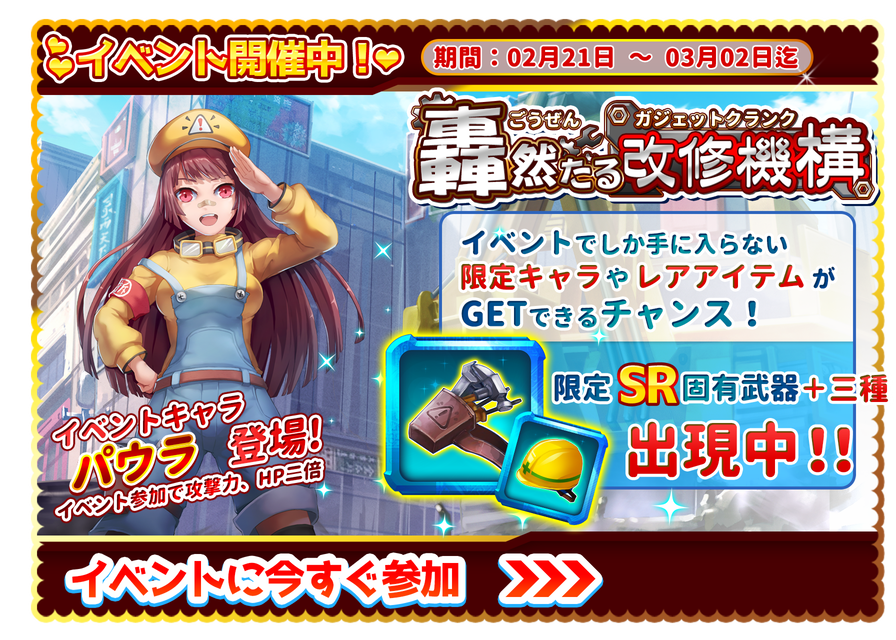 イベント開催中！
期間：02月21日 ～ 03月02日迄
ごうぜん ガジェットクランク
轟然たる改修機構
イベントでしか手に入らない
限定キャラやレアアイテムが
GETできるチャンス！
限定SR固有武器＋三種
出現中!!
イベントキャラ
パウラ 登場!
イベント参加で攻撃力、HP二倍
イベントに今すぐ参加